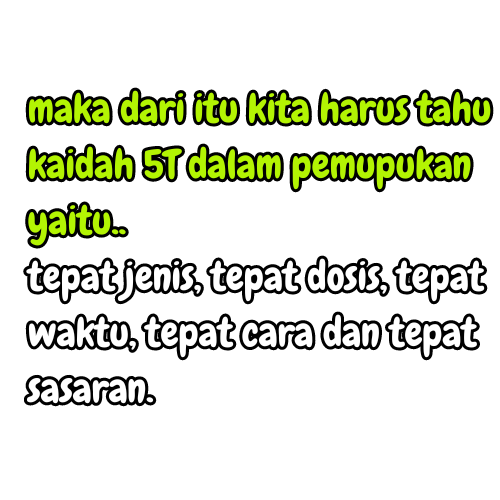 maka dari itu kita harus tahu
kaidah 5T dalam pemupukan
yaitu..
tepat jenis, tepat dosis, tepat
waktu, tepat cara dan tepat
sasaran.